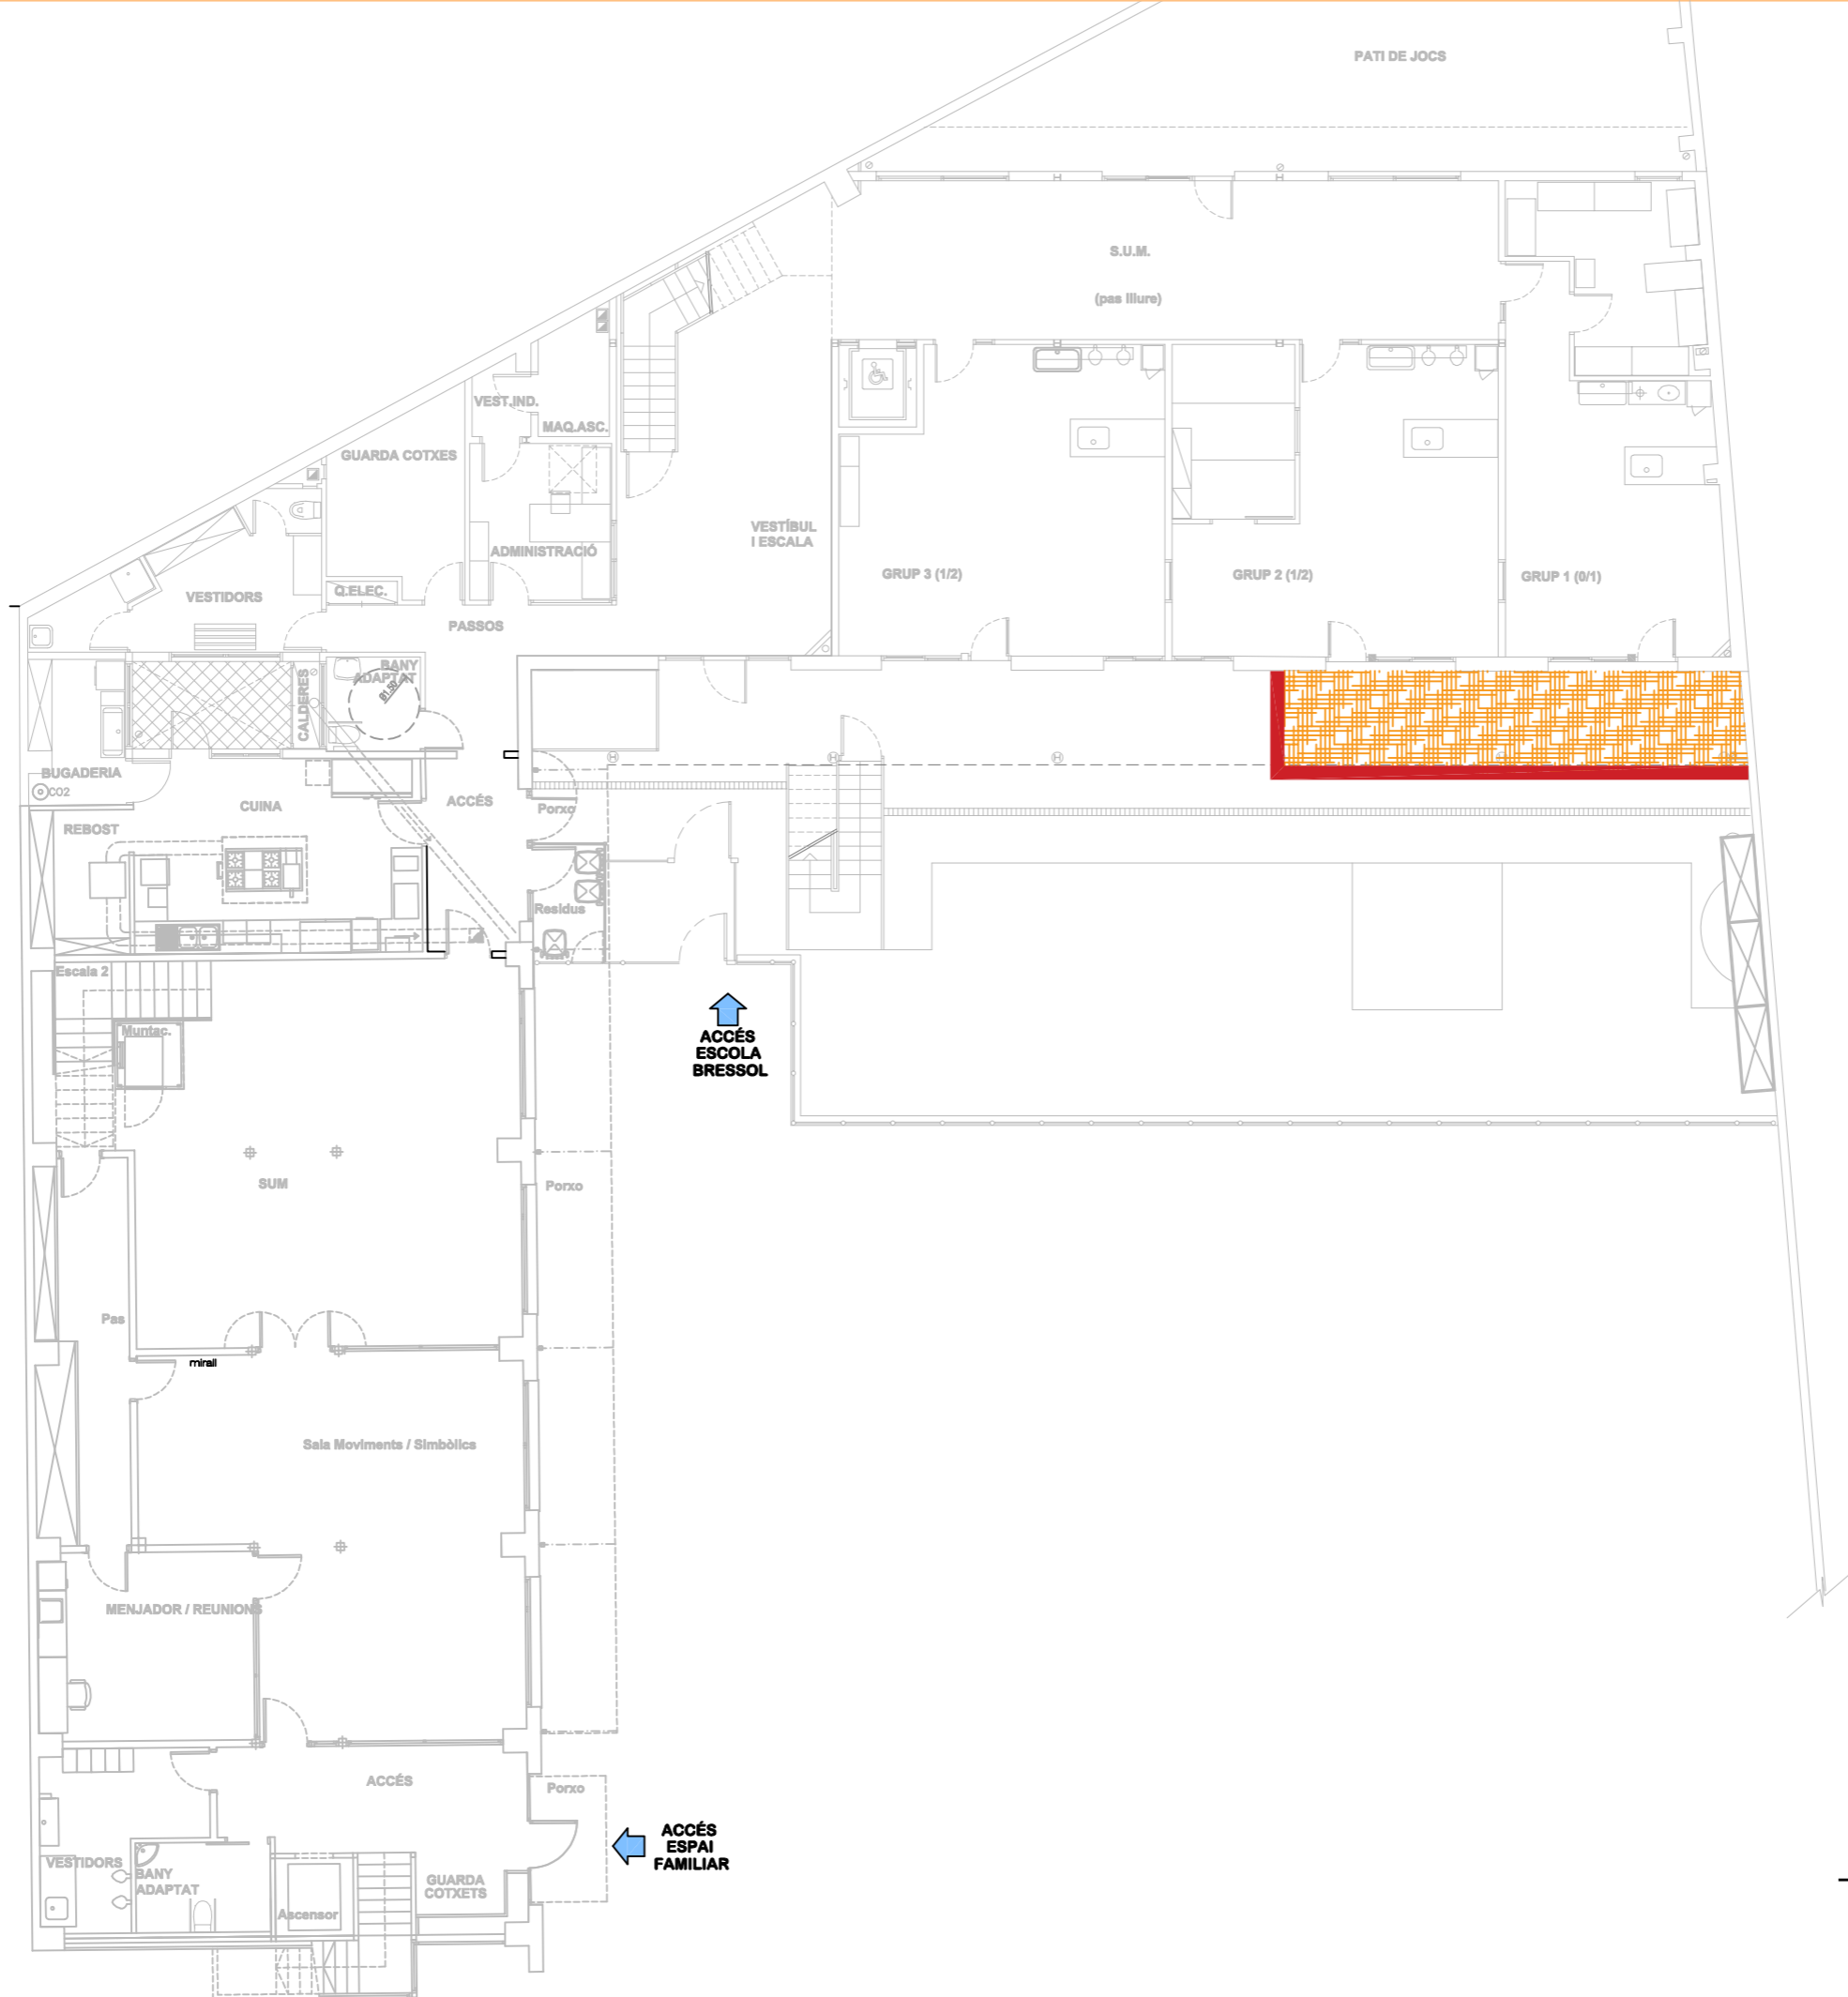 PATI DE JOCS
S.U.M.
(pas lliure)
VEST.IND.
MAQ.ASC.
GUARDA COTXES
VESTÍBUL
I ESCALA
ADMINISTRACIÓ
GRUP 3 (1/2)
GRUP 2 (1/2)
GRUP 1 (0/1)
Q.ELEC.
VESTIDORS
PASSOS
BANY
ADAPTAT
Ø1.50
CALDERES
BUGADERIA
CO2
CUINA
ACCÉS
Porxo
REBOST
Residus
Escala 2
Muntac.
ACCÉS
ESCOLA
BRESSOL
SUM
Porxo
Pas
mirall
Sala Moviments / Simbòlics
MENJADOR / REUNIONS
ACCÉS
Porxo
ACCÉS
ESPAI
FAMILIAR
VESTIDORS
BANY
ADAPTAT
GUARDA
COTXETS
Ascensor